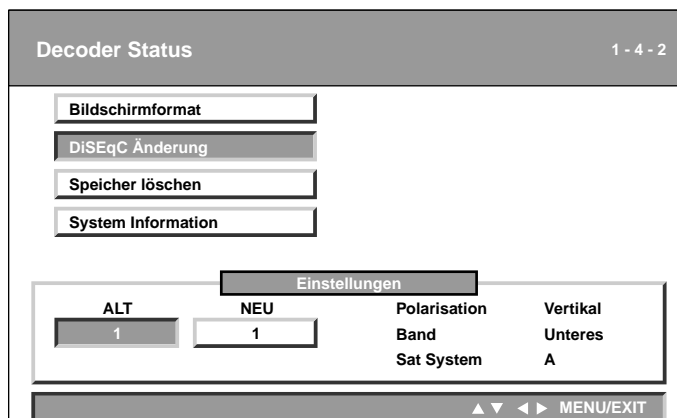 Decoder Status 1 - 4 - 2
Bildschirmformat
DiSEqC Änderung
Speicher löschen
System Information
Einstellungen
ALT NEU Polarisation Vertikal
1 1 Band Unteres
Sat System A
▲▼ ◀▶ MENU/EXIT